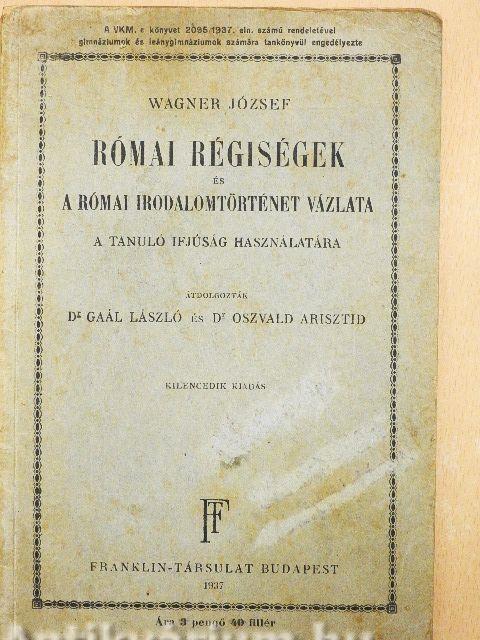 A VKM. e könyvet 2095/1937. eln. számú rendeletével
gimnáziumok és leánygimnáziumok számára tankönyvül engedélyezte
WAGNER JÓZSEF
RÓMAI RÉGISÉGEK
ÉS
A RÓMAI IRODALOMTÖRTÉNET VÁZLATA
A TANULÓ IFJÚSÁG HASZNÁLATÁRA
ÁTDOLGOZTÁK
Dr GAÁL LÁSZLÓ ÉS Dr OSZVALD ARISZTID
KILENCEDIK KIADÁS
FT
FRANKLIN-TÁRSULAT BUDAPEST
1937
Ára 3 pengő 40 fillér